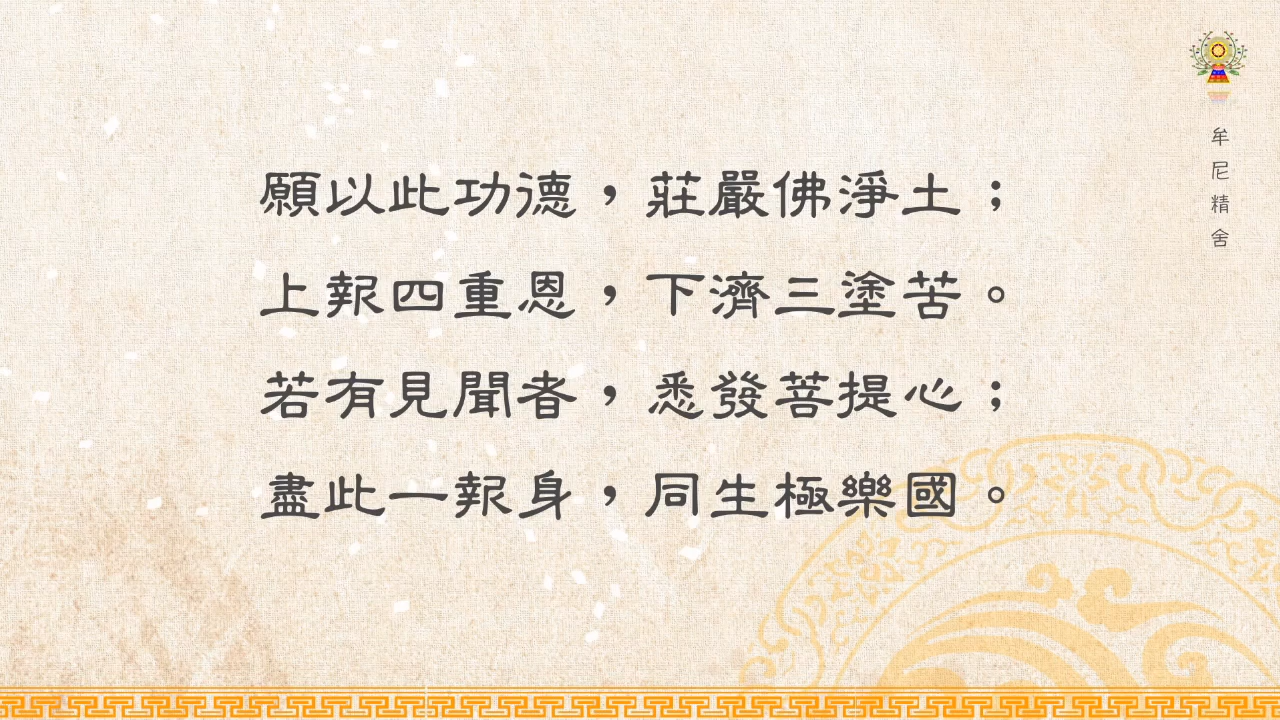 願以此功德，莊嚴佛淨土；
上報四重恩，下濟三塗苦。
若有見聞者，悉發菩提心；
盡此一報身，同生極樂國。
牟尼精舍